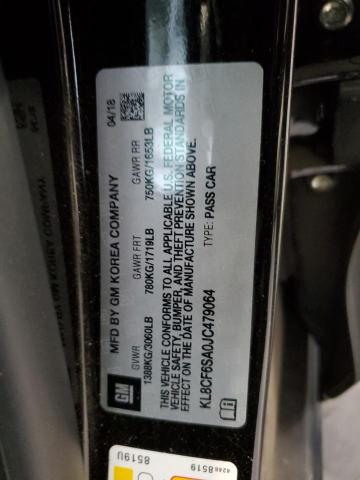 MFD BY GM KOREA COMPANY 04/18
GVWR GAWR FRT GAWR RR
1388KG/3060LB 780KG/1719LB 750KG/1653LB
THIS VEHICLE CONFORMS TO ALL APPLICABLE U.S. FEDERAL MOTOR
VEHICLE SAFETY, BUMPER, AND THEFT PREVENTION STANDARDS IN
EFFECT ON THE DATE OF MANUFACTURE SHOWN ABOVE.
KL8CF6SA0JC479064 TYPE: PASS CAR
GM
8519U
4248 8519